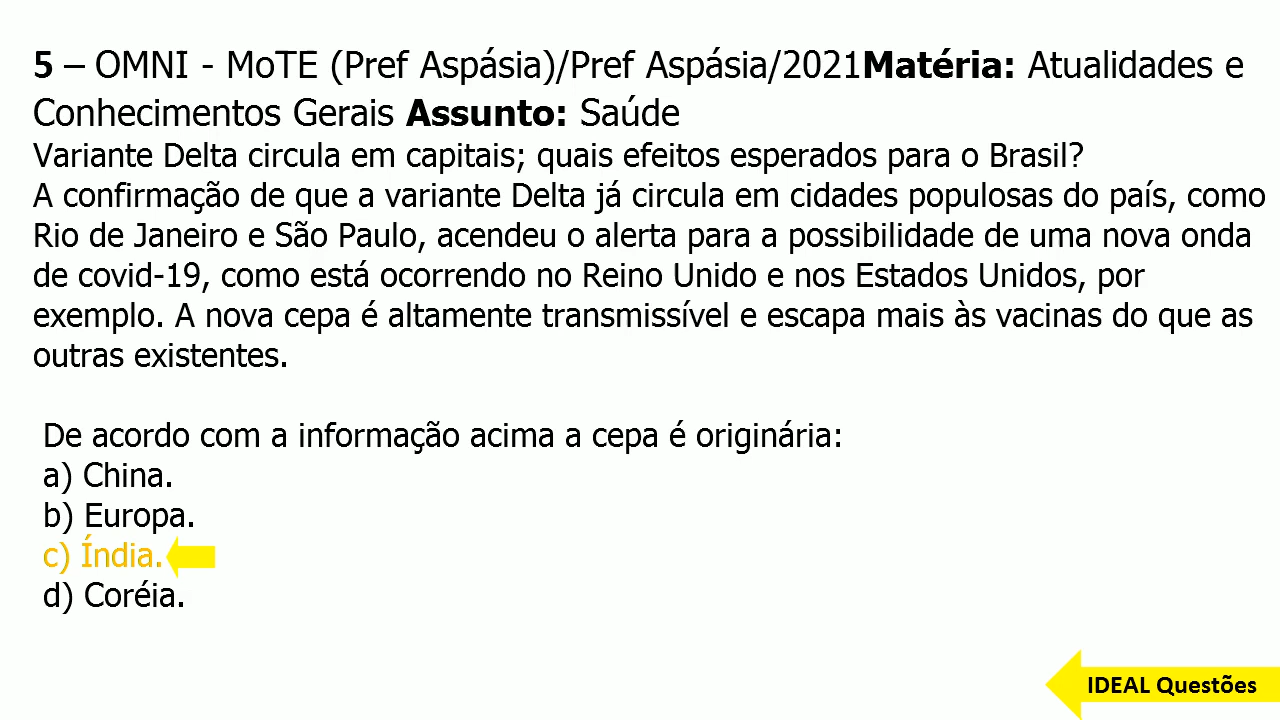 5 – OMNI - MoTE (Pref Aspásia)/Pref Aspásia/2021Matéria: Atualidades e
Conhecimentos Gerais Assunto: Saúde
Variante Delta circula em capitais; quais efeitos esperados para o Brasil?
A confirmação de que a variante Delta já circula em cidades populosas do país, como
Rio de Janeiro e São Paulo, acendeu o alerta para a possibilidade de uma nova onda
de covid-19, como está ocorrendo no Reino Unido e nos Estados Unidos, por
exemplo. A nova cepa é altamente transmissível e escapa mais às vacinas do que as
outras existentes.
De acordo com a informação acima a cepa é originária:
a) China.
b) Europa.
c) Índia.
d) Coréia.
IDEAL Questões